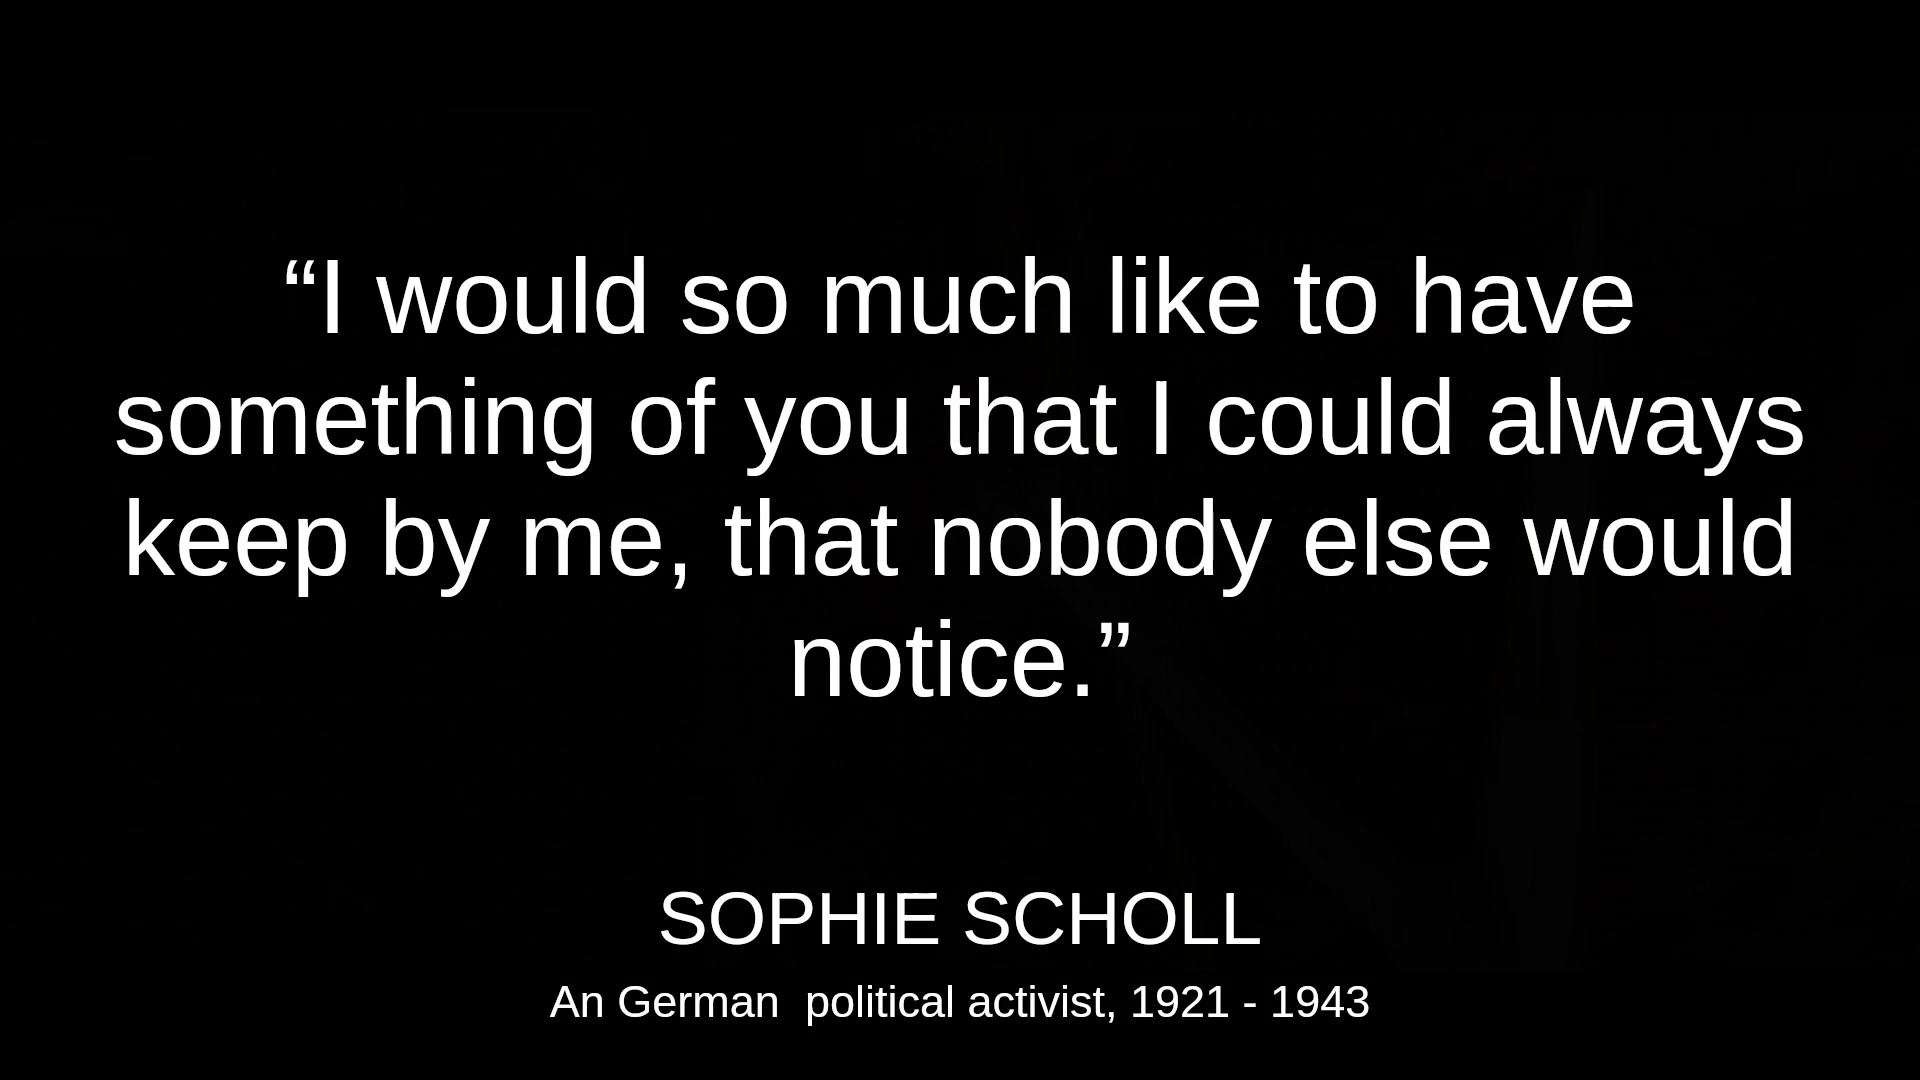 “I would so much like to have
something of you that I could always
keep by me, that nobody else would
notice.”
SOPHIE SCHOLL
An German  political activist, 1921 - 1943